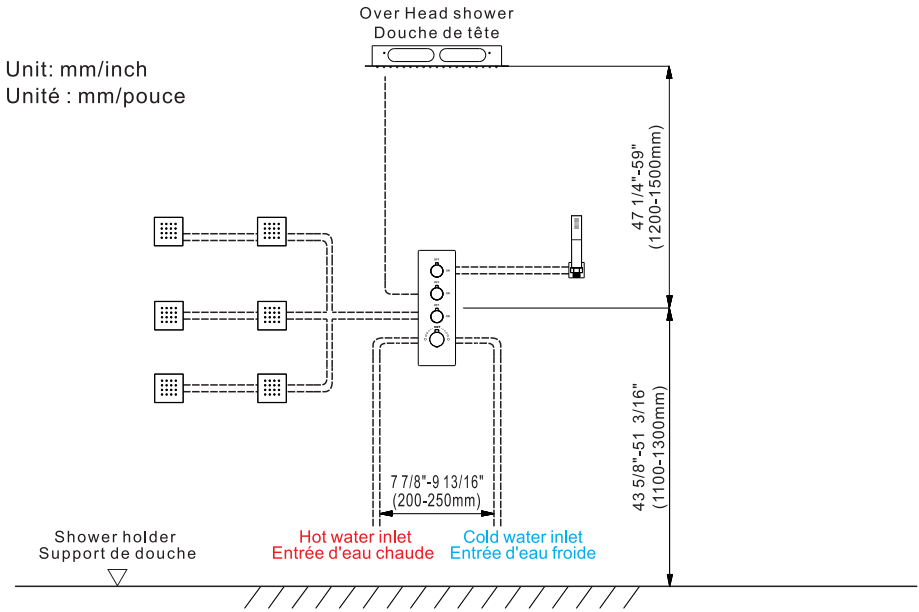 Over Head shower
Douche de tête
Unit: mm/inch
Unité : mm/pouce
47 1/4"-59"
(1200-1500mm)
43 5/8"-51 3/16"
(1100-1300mm)
7 7/8"-9 13/16"
(200-250mm)
Hot water inlet
Entrée d'eau chaude
Cold water inlet
Entrée d'eau froide
Shower holder
Support de douche